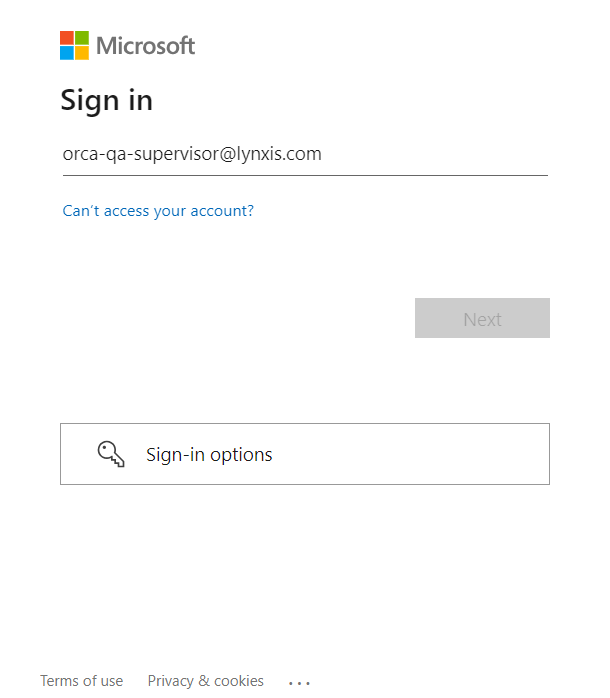 Microsoft
Sign in
orca-qa-supervisor@lynxis.com
Can’t access your account?
Next
Sign-in options
Terms of use Privacy & cookies ...